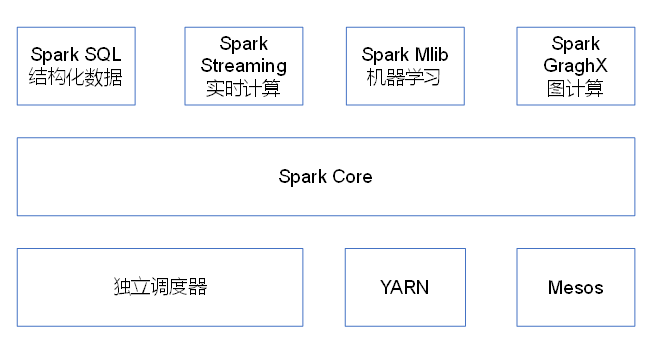 Spark SQL
结构化数据
Spark
Streaming
实时计算
Spark Mlib
机器学习
Spark
GraghX
图计算
Spark Core
独立调度器
YARN
Mesos